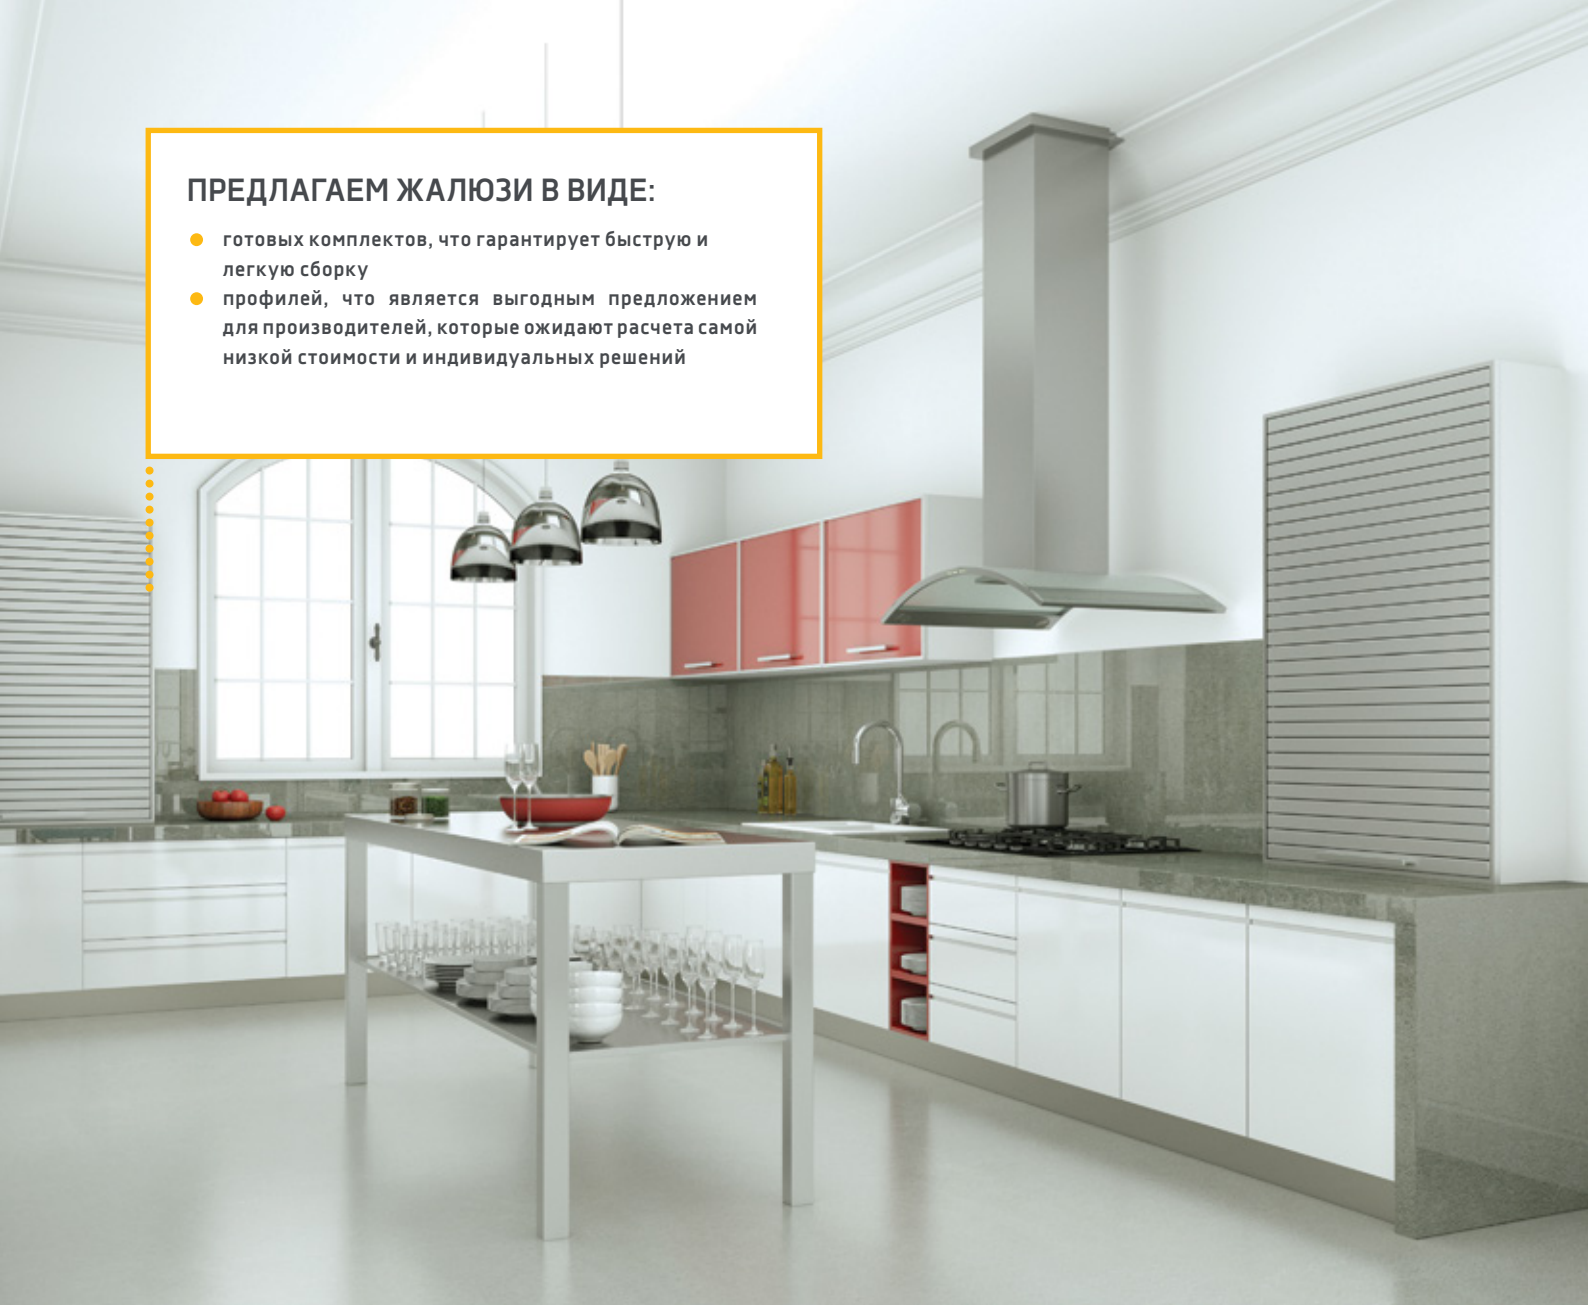 ПРЕДЛАГАЕМ ЖАЛЮЗИ В ВИДЕ:
готовых комплектов, что гарантирует быструю и
легкую сборку
профилей, что является выгодным предложением
для производителей, которые ожидают расчета самой
низкой стоимости и индивидуальных решений